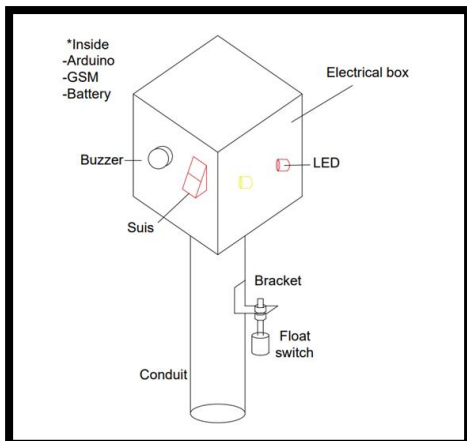 *Inside
-Arduino
-GSM
-Battery
Electrical box
Buzzer
LED
Suis
Bracket
Float
switch
Conduit